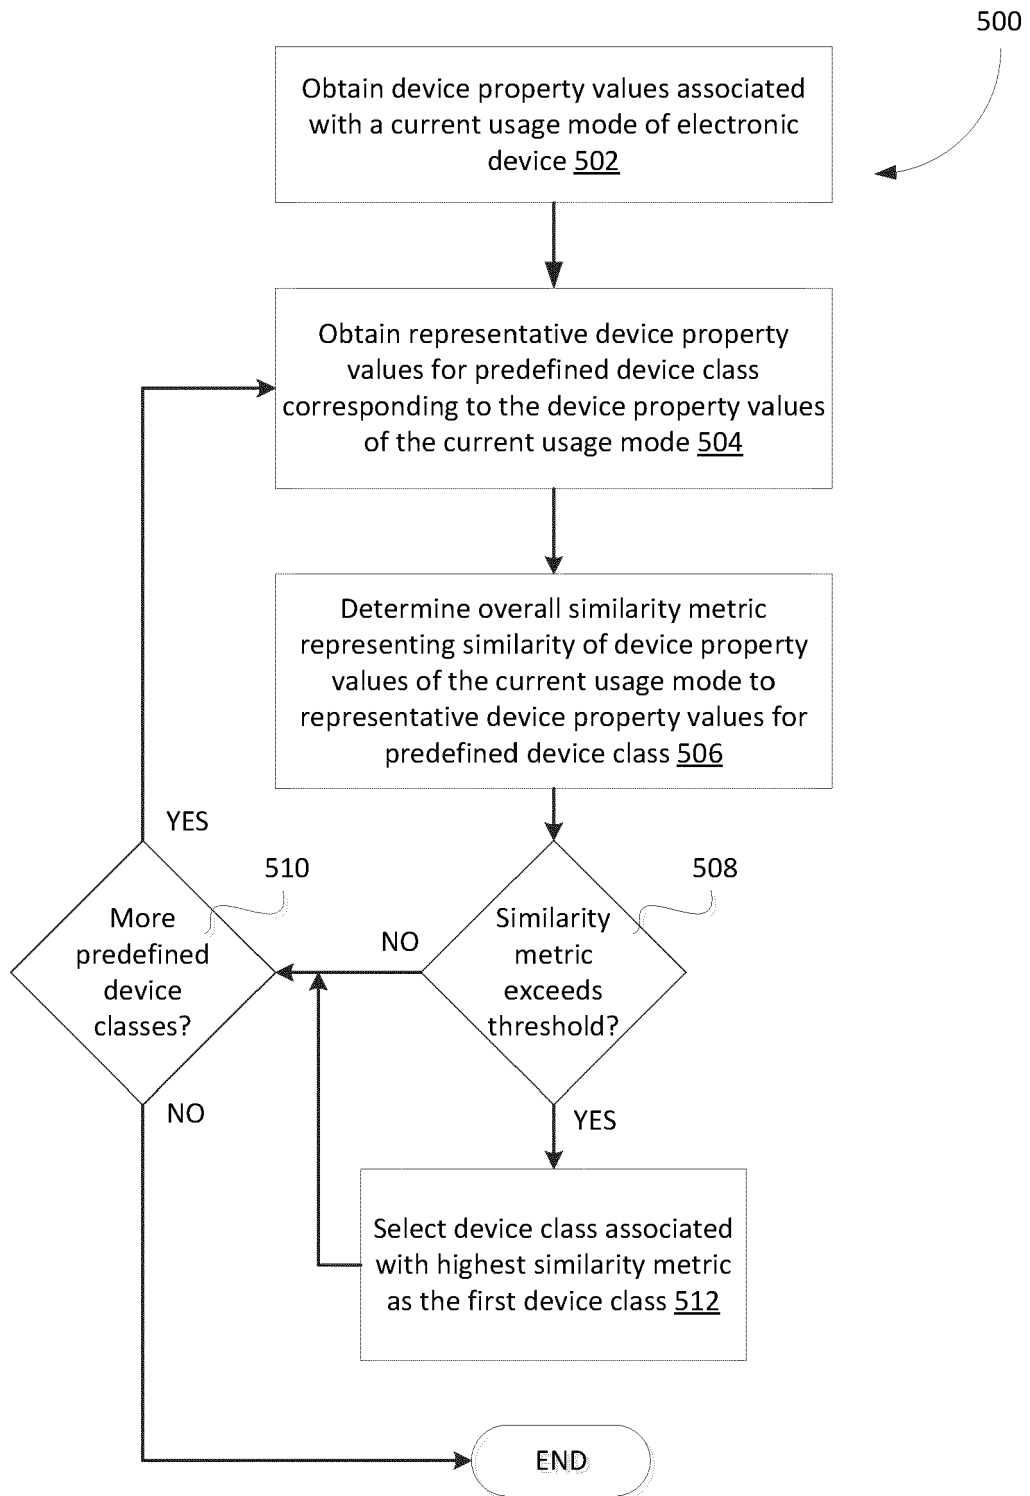 500
Obtain device property values associated
with a current usage mode of electronic
device 502
Obtain representative device property
values for predefined device class
corresponding to the device property values
of the current usage mode 504
Determine overall similarity metric
representing similarity of device property
values of the current usage mode to
representative device property values for
predefined device class 506
YES
510
508
More
predefined
device
classes?
NO
Similarity
metric
exceeds
threshold?
NO
YES
Select device class associated
with highest similarity metric
as the first device class 512
END